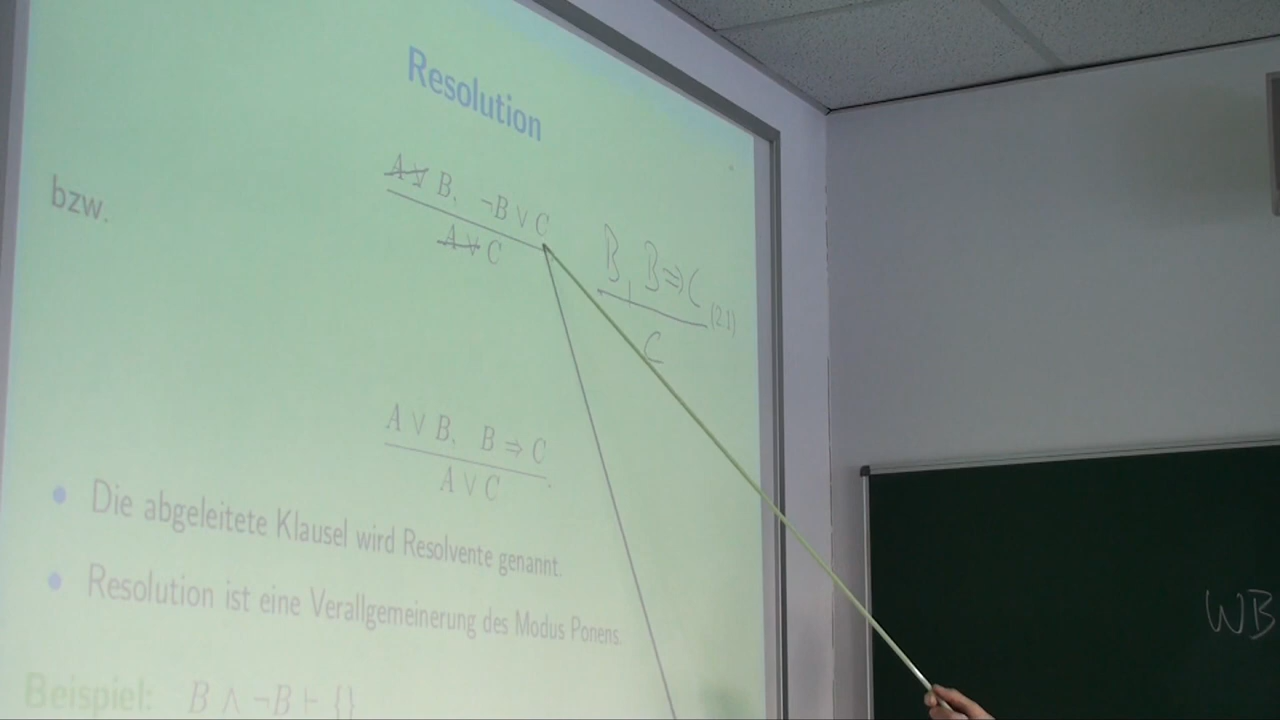 Resolution
bzw.
A ∨ B, ¬B ∨ C
A ∨ C
B, B ⇒ C
(2.1)
C
A ∨ B, B ⇒ C
A ∨ C.
• Die abgeleitete Klausel wird Resolvente genannt.
• Resolution ist eine Verallgemeinerung des Modus Ponens.
Beispiel: B ∧ ¬B ⊢ {}
WB